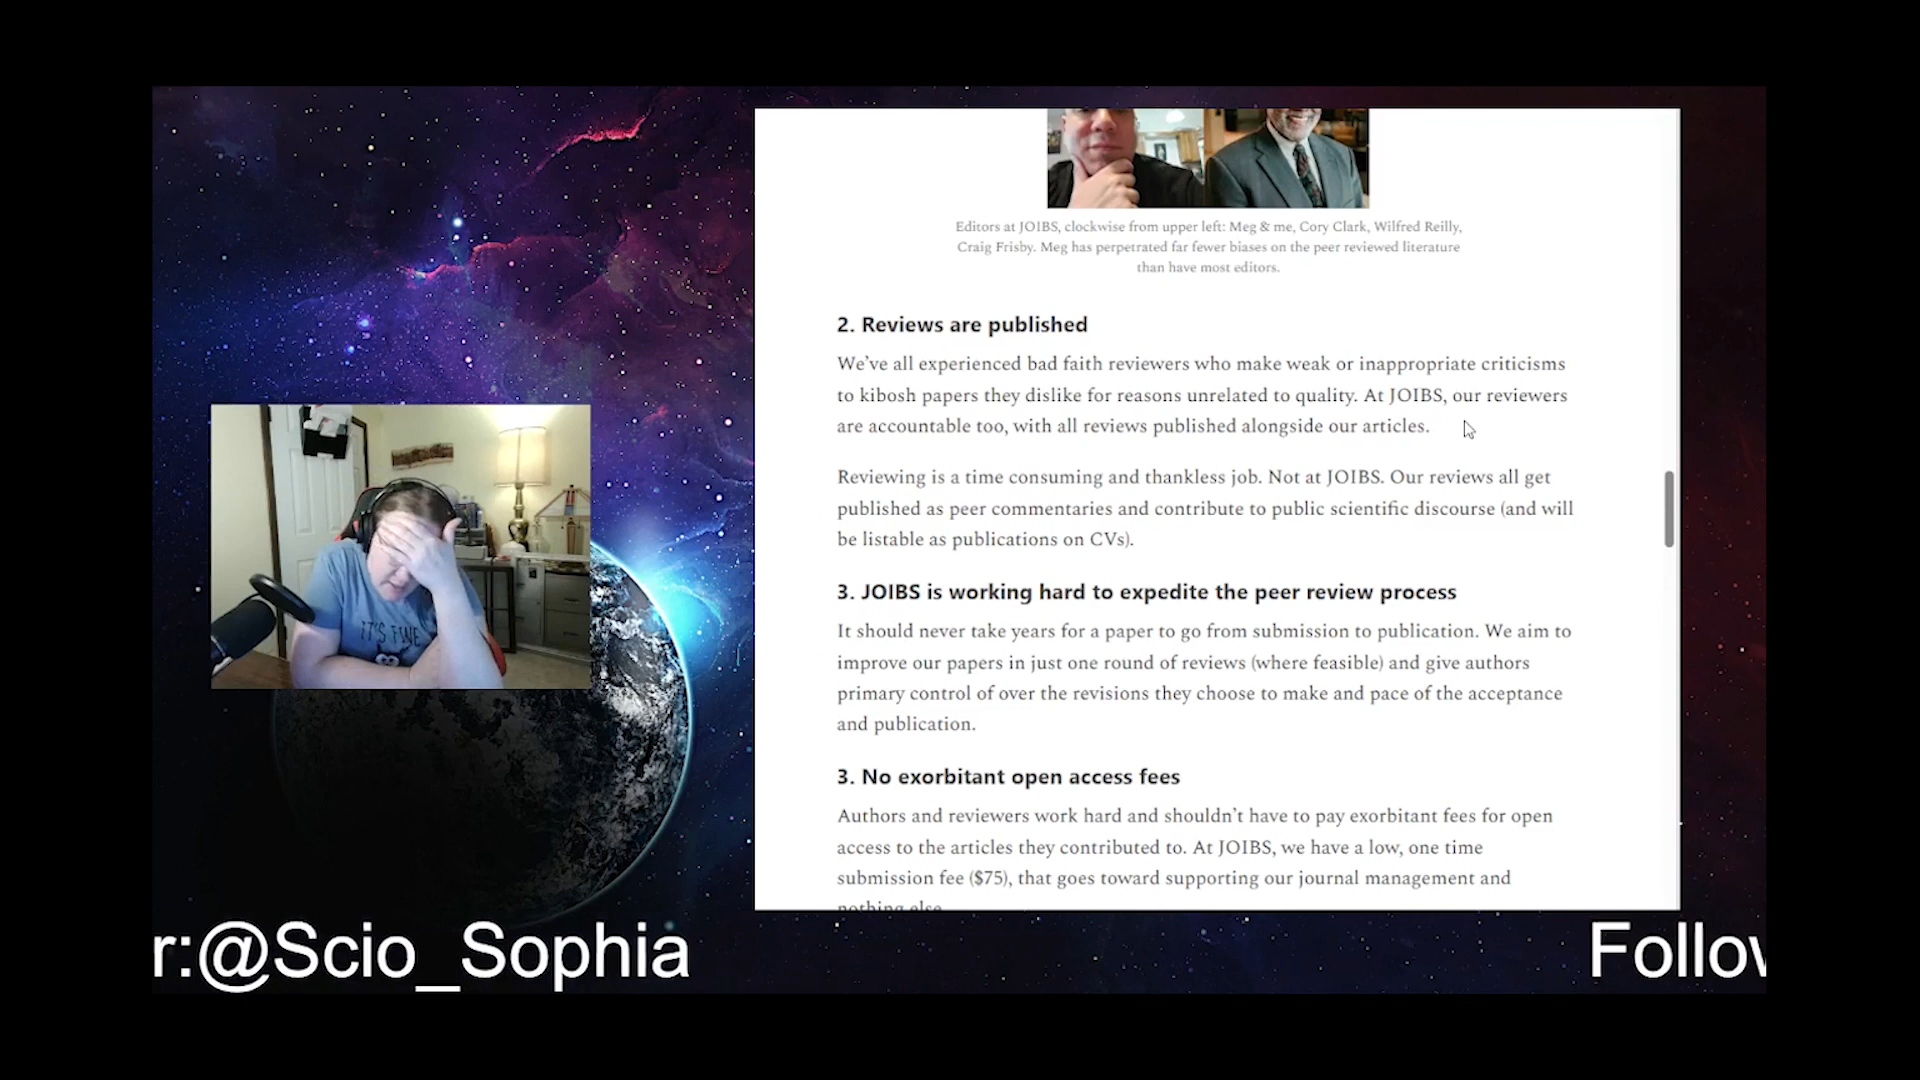 Editors at JOIBS, clockwise from upper left: Meg & me, Cory Clark, Wilfred Reilly,
Craig Frisby. Meg has perpetrated far fewer biases on the peer reviewed literature
than have most editors.
2. Reviews are published
We’ve all experienced bad faith reviewers who make weak or inappropriate criticisms
to kibosh papers they dislike for reasons unrelated to quality. At JOIBS, our reviewers
are accountable too, with all reviews published alongside our articles.
Reviewing is a time consuming and thankless job. Not at JOIBS. Our reviews all get
published as peer commentaries and contribute to public scientific discourse (and will
be listable as publications on CVs).
3. JOIBS is working hard to expedite the peer review process
It should never take years for a paper to go from submission to publication. We aim to
improve our papers in just one round of reviews (where feasible) and give authors
primary control of over the revisions they choose to make and pace of the acceptance
and publication.
3. No exorbitant open access fees
Authors and reviewers work hard and shouldn’t have to pay exorbitant fees for open
access to the articles they contributed to. At JOIBS, we have a low, one time
submission fee ($75), that goes toward supporting our journal management and
nothing else.
IT'S FINE
r:@Scio_Sophia
Follow